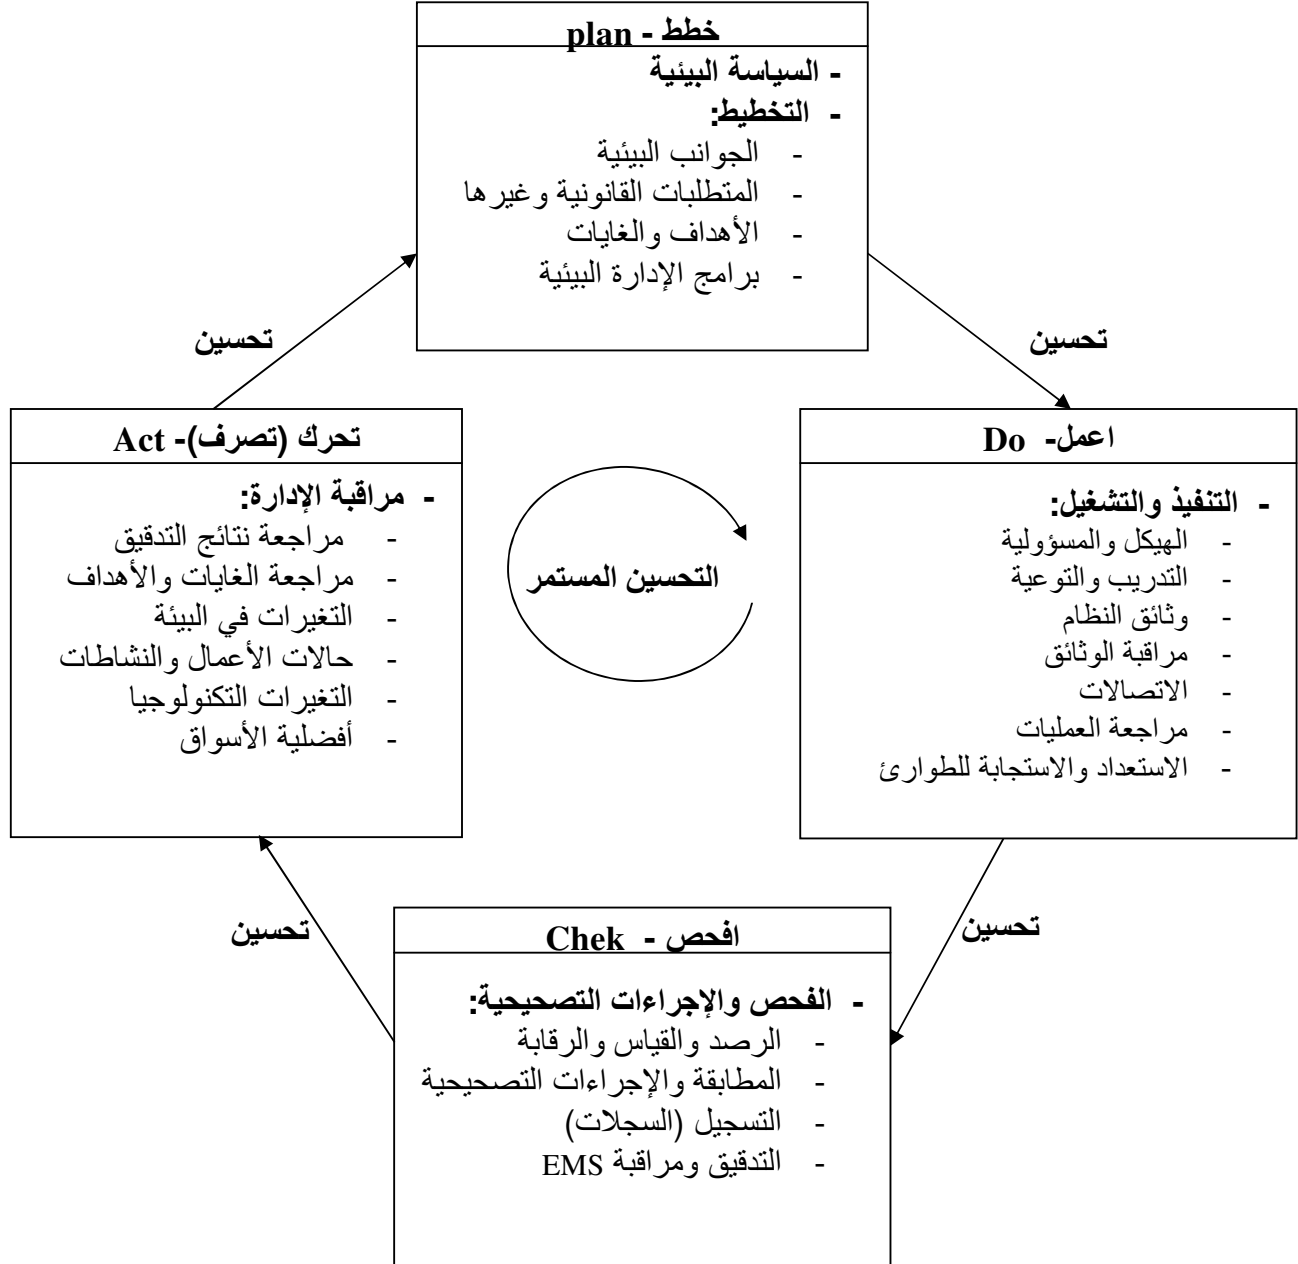 خطط - plan
- السياسة البيئية
- التخطيط:
- الجوانب البيئية
- المتطلبات القانونية وغيرها
- الأهداف والغايات
- برامج الإدارة البيئية
تحسين
تحسين
اعمل- Do
- التنفيذ والتشغيل:
- الهيكل والمسؤولية
- التدريب والتوعية
- وثائق النظام
- مراقبة الوثائق
- الاتصالات
- مراجعة العمليات
- الاستعداد والاستجابة للطوارئ
التحسين المستمر
تحرك (تصرف)- Act
- مراقبة الإدارة:
- مراجعة نتائج التدقيق
- مراجعة الغايات والأهداف
- التغيرات في البيئة
- حالات الأعمال والنشاطات
- التغيرات التكنولوجيا
- أفضلية الأسواق
تحسين
تحسين
افحص - Chek
- الفحص والإجراءات التصحيحية:
- الرصد والقياس والرقابة
- المطابقة والإجراءات التصحيحية
- التسجيل (السجلات)
- التدقيق ومراقبة EMS